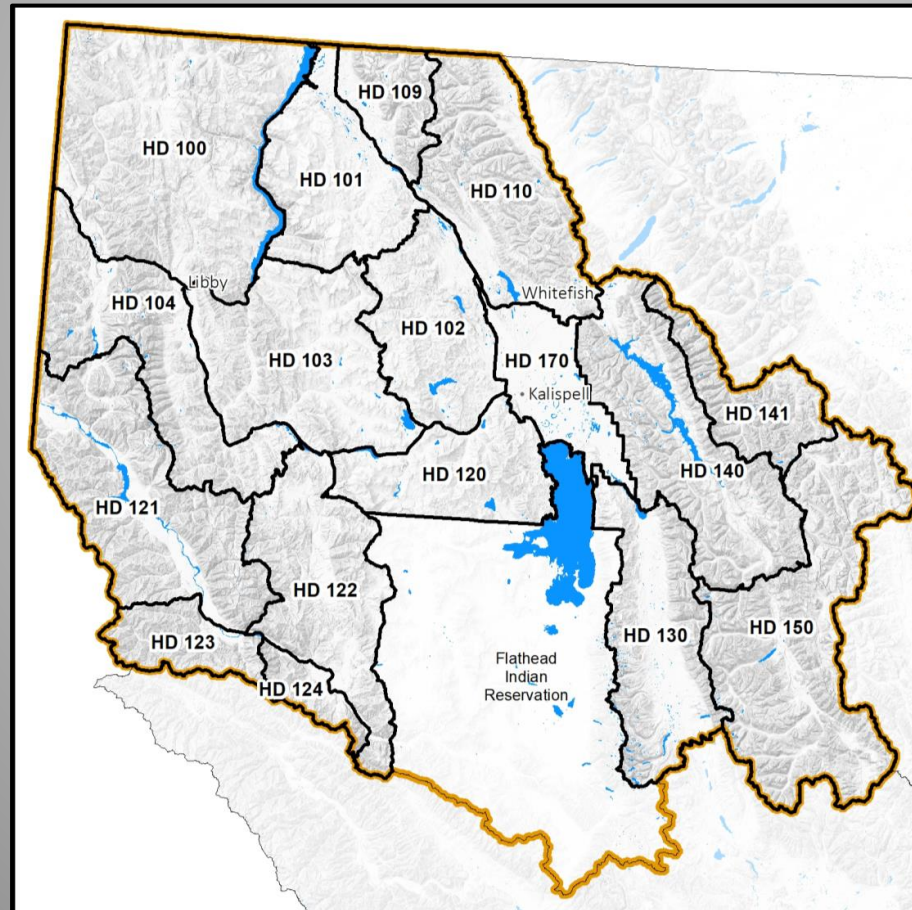 HD 109
HD 100
HD 101
HD 110
Libby
Whitefish
HD 104
HD 102
HD 103
HD 170
Kalispell
HD 141
HD 120
HD 140
HD 121
HD 122
HD 130
HD 150
HD 123
HD 124
Flathead
Indian
Reservation